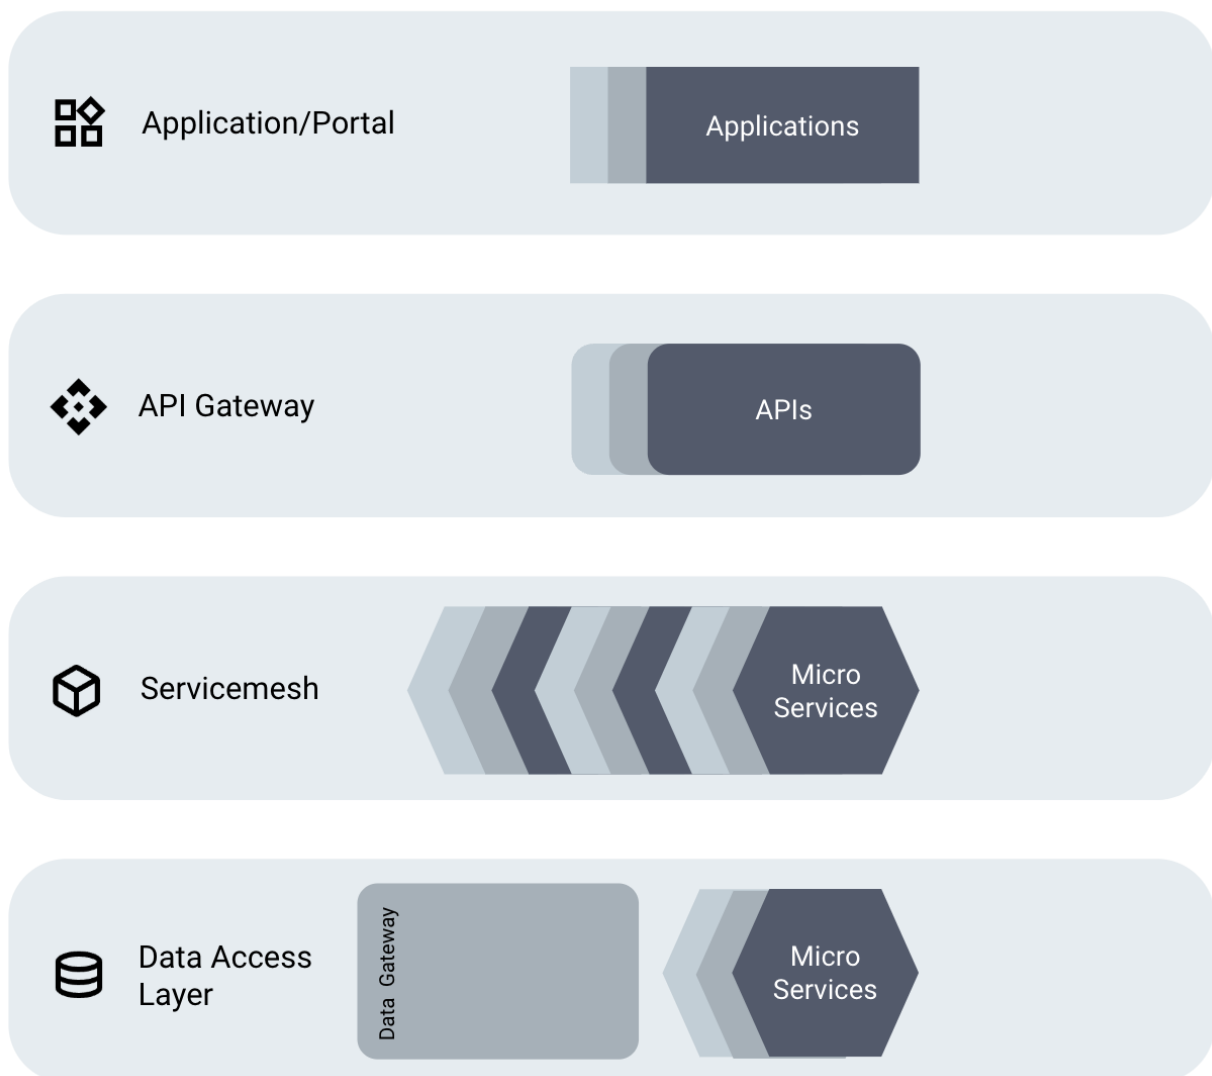 Application/Portal
Applications
API Gateway
APIs
Servicemesh
Micro
Services
Data Access
Layer
Data Gateway
Micro
Services